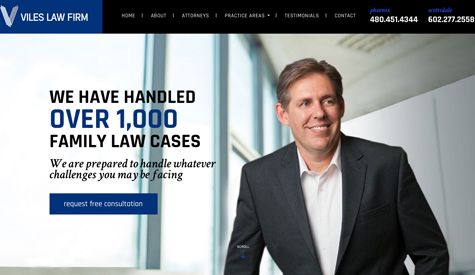 VILES LAW FIRM
HOME | ABOUT | ATTORNEYS | PRACTICE AREAS | TESTIMONIALS | CONTACT
phoenix
480.451.4344
scottsdale
602.277.2558
WE HAVE HANDLED
OVER 1,000
FAMILY LAW CASES
We are prepared to handle whatever
challenges you may be facing
request free consultation
SCROLL